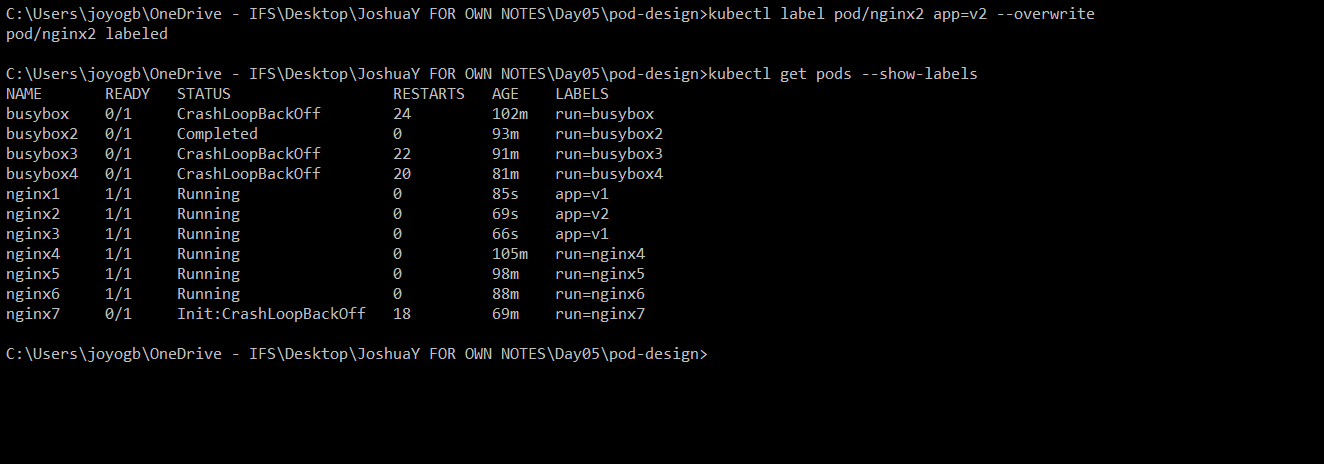 C:\Users\joyogb\OneDrive - IFS\Desktop\JoshuaY FOR OWN NOTES\Day05\pod-design>kubectl label pod/nginx2 app=v2 --overwrite
pod/nginx2 labeled
C:\Users\joyogb\OneDrive - IFS\Desktop\JoshuaY FOR OWN NOTES\Day05\pod-design>kubectl get pods --show-labels
NAME READY STATUS RESTARTS AGE LABELS
busybox 0/1 CrashLoopBackOff 24 102m run=busybox
busybox2 0/1 Completed 0 93m run=busybox2
busybox3 0/1 CrashLoopBackOff 22 91m run=busybox3
busybox4 0/1 CrashLoopBackOff 20 81m run=busybox4
nginx1 1/1 Running 0 85s app=v1
nginx2 1/1 Running 0 69s app=v2
nginx3 1/1 Running 0 66s app=v1
nginx4 1/1 Running 0 105m run=nginx4
nginx5 1/1 Running 0 98m run=nginx5
nginx6 1/1 Running 0 88m run=nginx6
nginx7 0/1 Init:CrashLoopBackOff 18 69m run=nginx7
C:\Users\joyogb\OneDrive - IFS\Desktop\JoshuaY FOR OWN NOTES\Day05\pod-design>